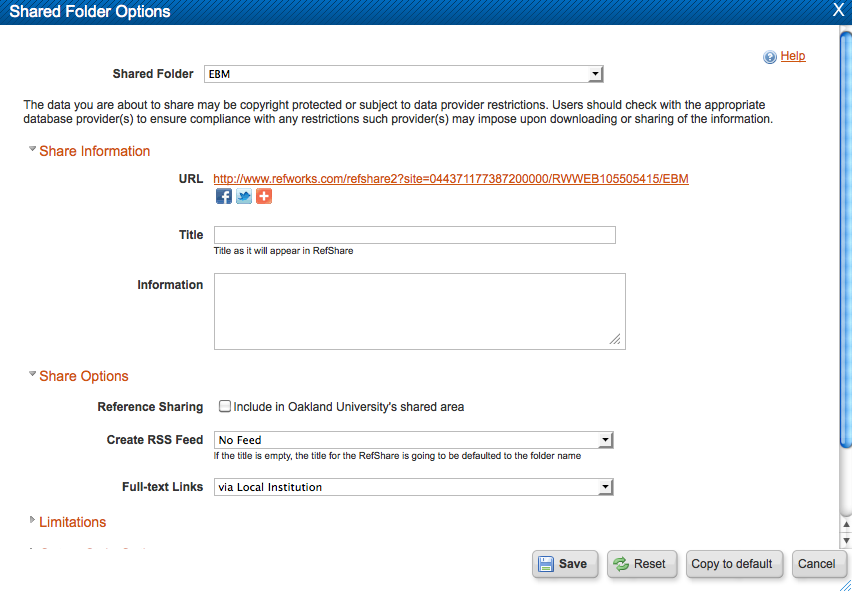 Shared Folder Options X
Help
Shared Folder EBM
The data you are about to share may be copyright protected or subject to data provider restrictions. Users should check with the appropriate
database provider(s) to ensure compliance with any restrictions such provider(s) may impose upon downloading or sharing of the information.
Share Information
URL http://www.refworks.com/refshare2?site=044371177387200000/RWWEB105505415/EBM
Title
Title as it will appear in RefShare
Information
Share Options
Reference Sharing Include in Oakland University's shared area
Create RSS Feed No Feed
If the title is empty, the title for the RefShare is going to be defaulted to the folder name
Full-text Links via Local Institution
Limitations
Save Reset Copy to default Cancel